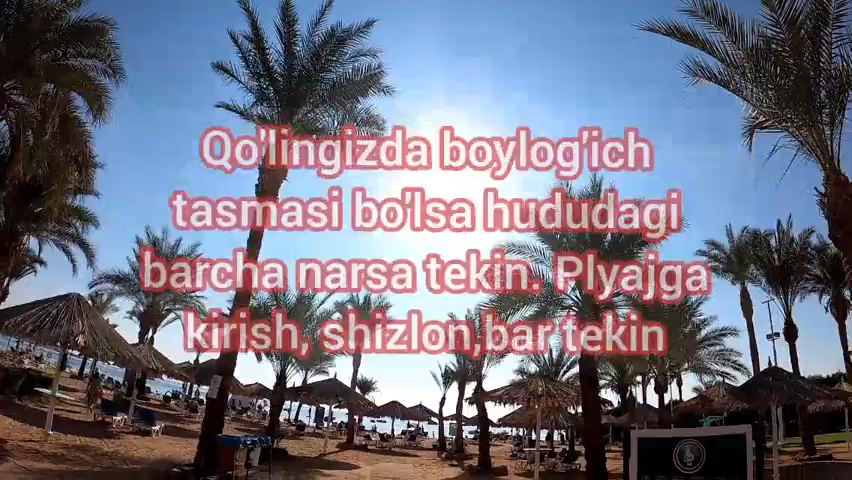 Qo'lingizda boylog'ich
tasmasi bo'lsa hududagi
barcha narsa tekin. Plyajga
kirish, shizlon,bar tekin